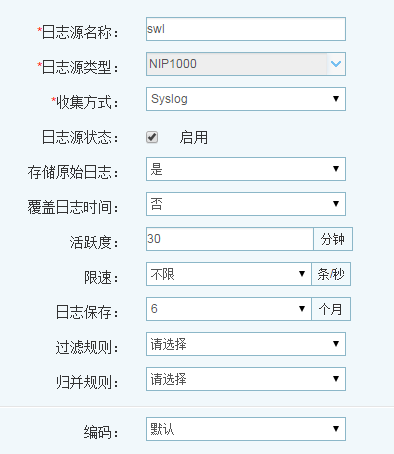 *日志源名称： swl
*日志源类型： NIP1000
*收集方式： Syslog
日志源状态： 启用
存储原始日志： 是
覆盖日志时间： 否
活跃度： 30 分钟
限速： 不限 条/秒
日志保存： 6 个月
过滤规则： 请选择
归并规则： 请选择
编码： 默认